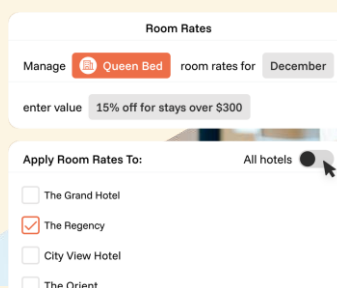 Room Rates
Manage Queen Bed room rates for December
enter value 15% off for stays over $300
Apply Room Rates To: All hotels
The Grand Hotel
The Regency
City View Hotel
The Orient